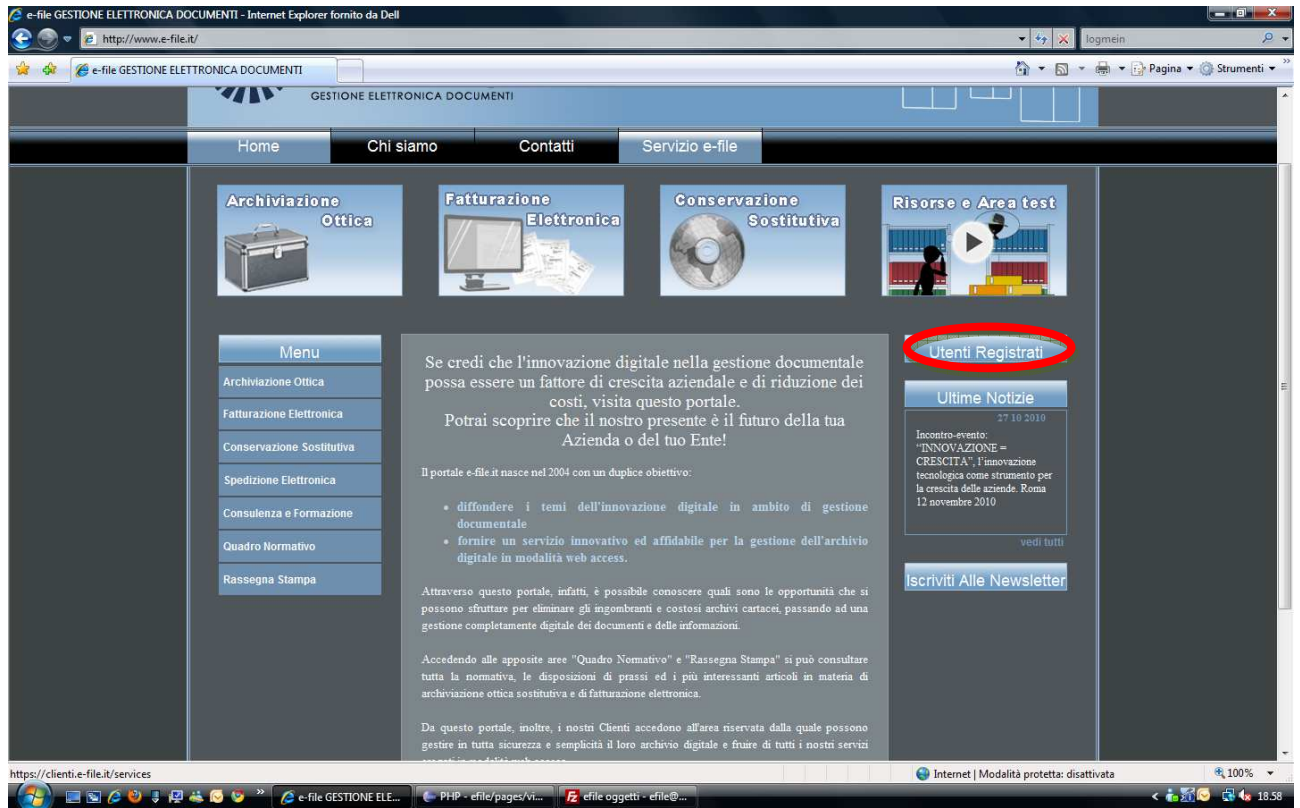 e-file GESTIONE ELETTRONICA DOCUMENTI - Internet Explorer fornito da Dell
http://www.e-file.it/
logmein
e-file GESTIONE ELETTRONICA DOCUMENTI
Pagina
Strumenti
GESTIONE ELETTRONICA DOCUMENTI
Home
Chi siamo
Contatti
Servizio e-file
Archiviazione
Ottica
Fatturazione
Elettronica
Conservazione
Sostitutiva
Risorse e Area test
Menu
Archiviazione Ottica
Fatturazione Elettronica
Conservazione Sostitutiva
Spedizione Elettronica
Consulenza e Formazione
Quadro Normativo
Rassegna Stampa
Se credi che l'innovazione digitale nella gestione documentale
possa essere un fattore di crescita aziendale e di riduzione dei
costi, visita questo portale.
Potrai scoprire che il nostro presente è il futuro della tua
Azienda o del tuo Ente!
Il portale e-file.it nasce nel 2004 con un duplice obiettivo:
• diffondere i temi dell'innovazione digitale in ambito di gestione
documentale
• fornire un servizio innovativo ed affidabile per la gestione dell'archivio
digitale in modalità web access.
Attraverso questo portale, infatti, è possibile conoscere quali sono le opportunità che si
possono sfruttare per eliminare gli ingombranti e costosi archivi cartacei, passando ad una
gestione completamente digitale dei documenti e delle informazioni.
Accedendo alle apposite aree "Quadro Normativo" e "Rassegna Stampa" si può consultare
tutta la normativa, le disposizioni di prassi ed i più interessanti articoli in materia di
archiviazione ottica sostitutiva e di fatturazione elettronica.
Da questo portale, inoltre, i nostri Clienti accedono all'area riservata dalla quale possono
gestire in tutta sicurezza e semplicità il loro archivio digitale e fruire di tutti i nostri servizi
Utenti Registrati
Ultime Notizie
27 10 2010
Incontro-evento:
"INNOVAZIONE =
CRESCITA", l'innovazione
tecnologica come strumento per
la crescita delle aziende. Roma
12 novembre 2010
vedi tutti
Iscriviti Alle Newsletter
https://clienti.e-file.it/services
Internet | Modalità protetta: disattivata
100%
e-file GESTIONE ELE...
PHP - efile/pages/vi...
efile oggetti - efile@...
18.58